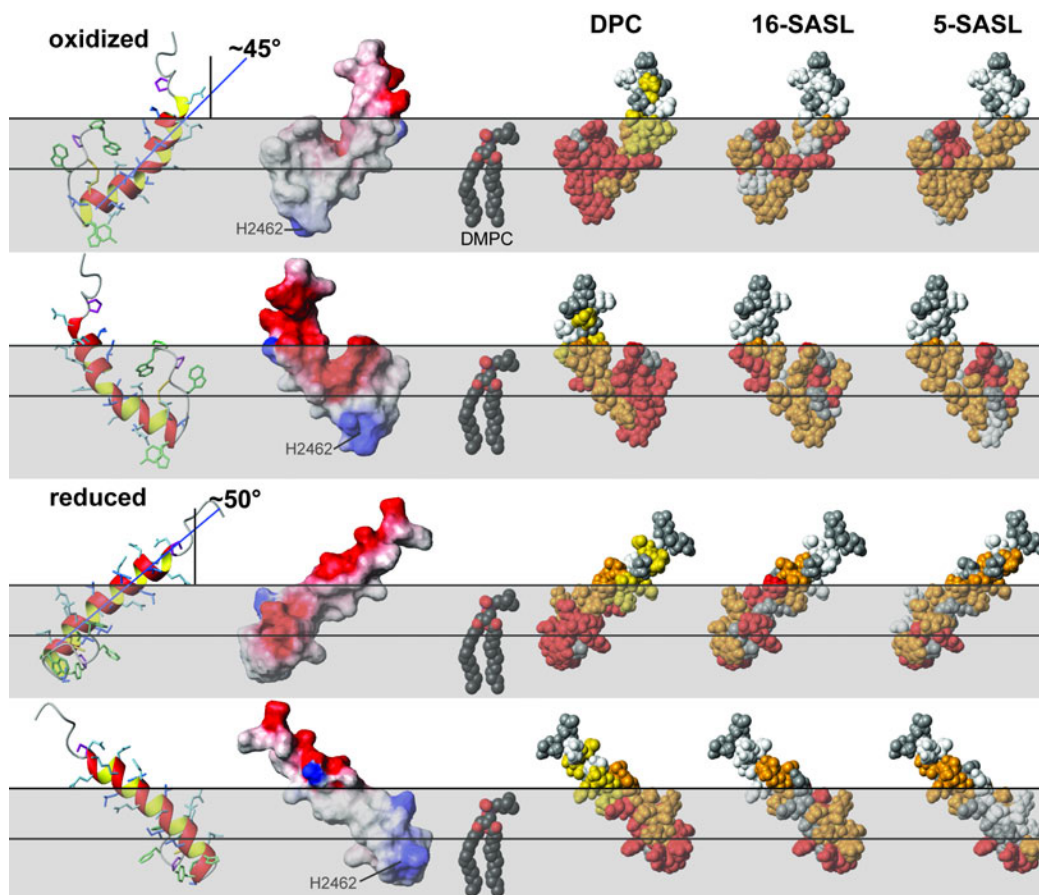 DPC 16-SASL 5-SASL
oxidized ~45°
H2462
DMPC
H2462
reduced ~50°
H2462